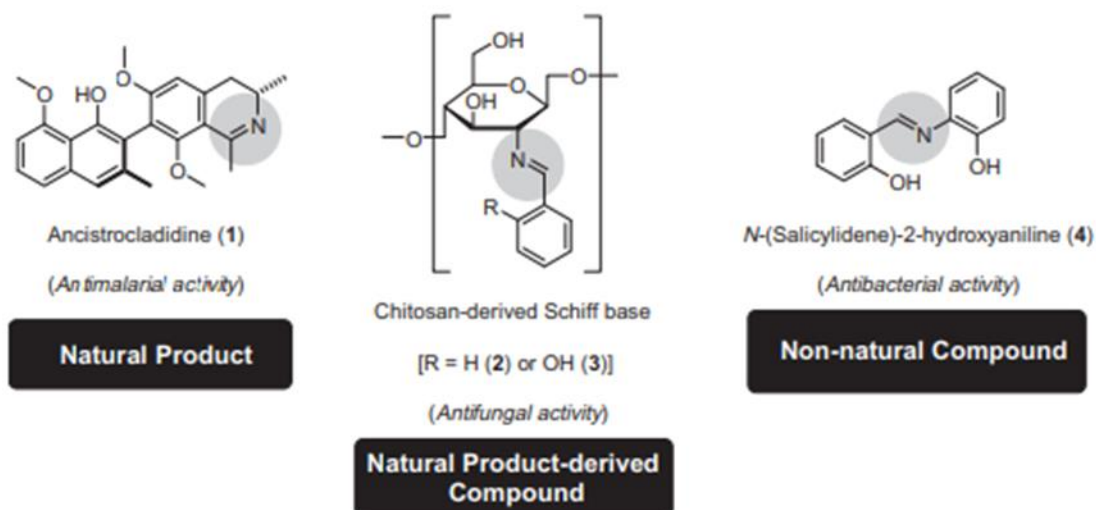 Ancistrocladidine (1)
(Antimalarial activity)
Natural Product
Chitosan-derived Schiff base
[R = H (2) or OH (3)]
(Antifungal activity)
Natural Product-derived
Compound
N-(Salicylidene)-2-hydroxyaniline (4)
(Antibacterial activity)
Non-natural Compound
O
HO
O
O
N
O
OH
O
OH
O
O
N
R
N
OH
OH